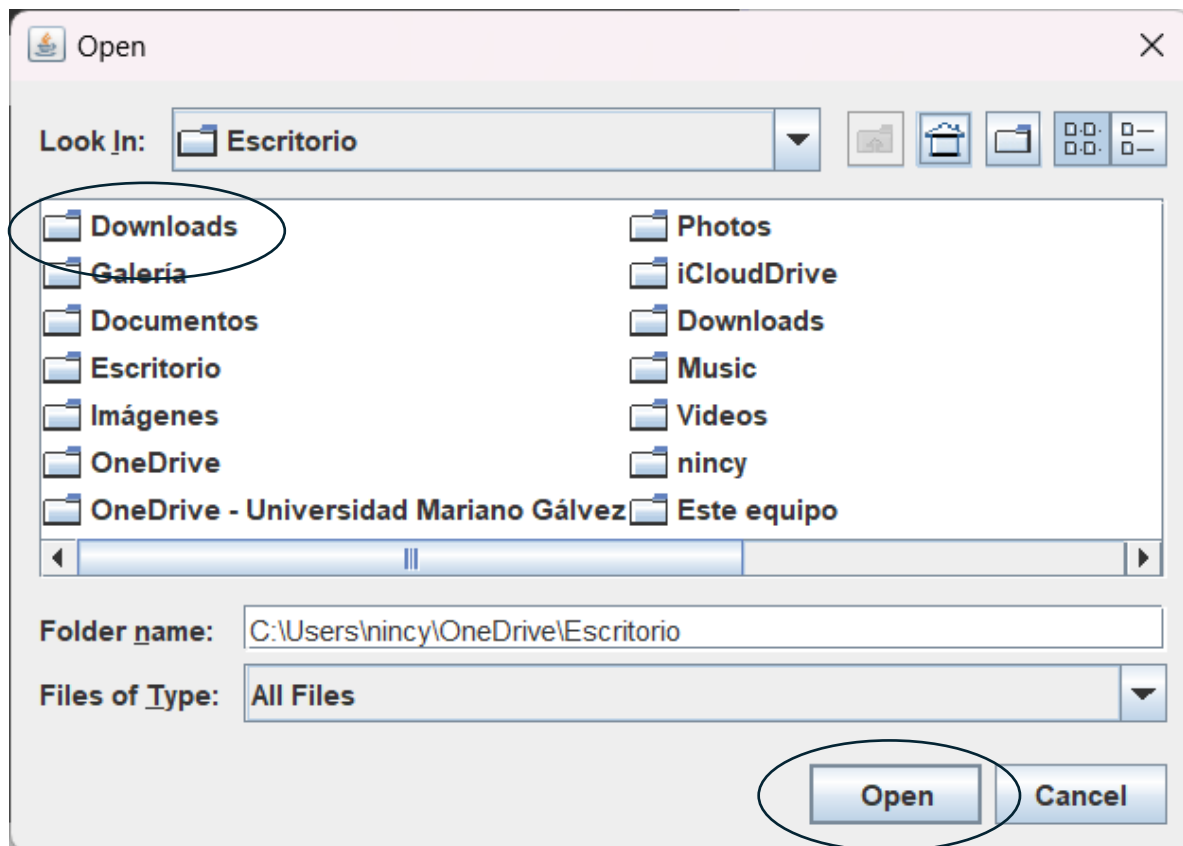 Open
Look In: Escritorio
Downloads
Galería
Documentos
Escritorio
Imágenes
OneDrive
OneDrive - Universidad Mariano Gálvez
Photos
iCloudDrive
Downloads
Music
Videos
nincy
Este equipo
Folder name: C:\Users\nincy\OneDrive\Escritorio
Files of Type: All Files
Open Cancel